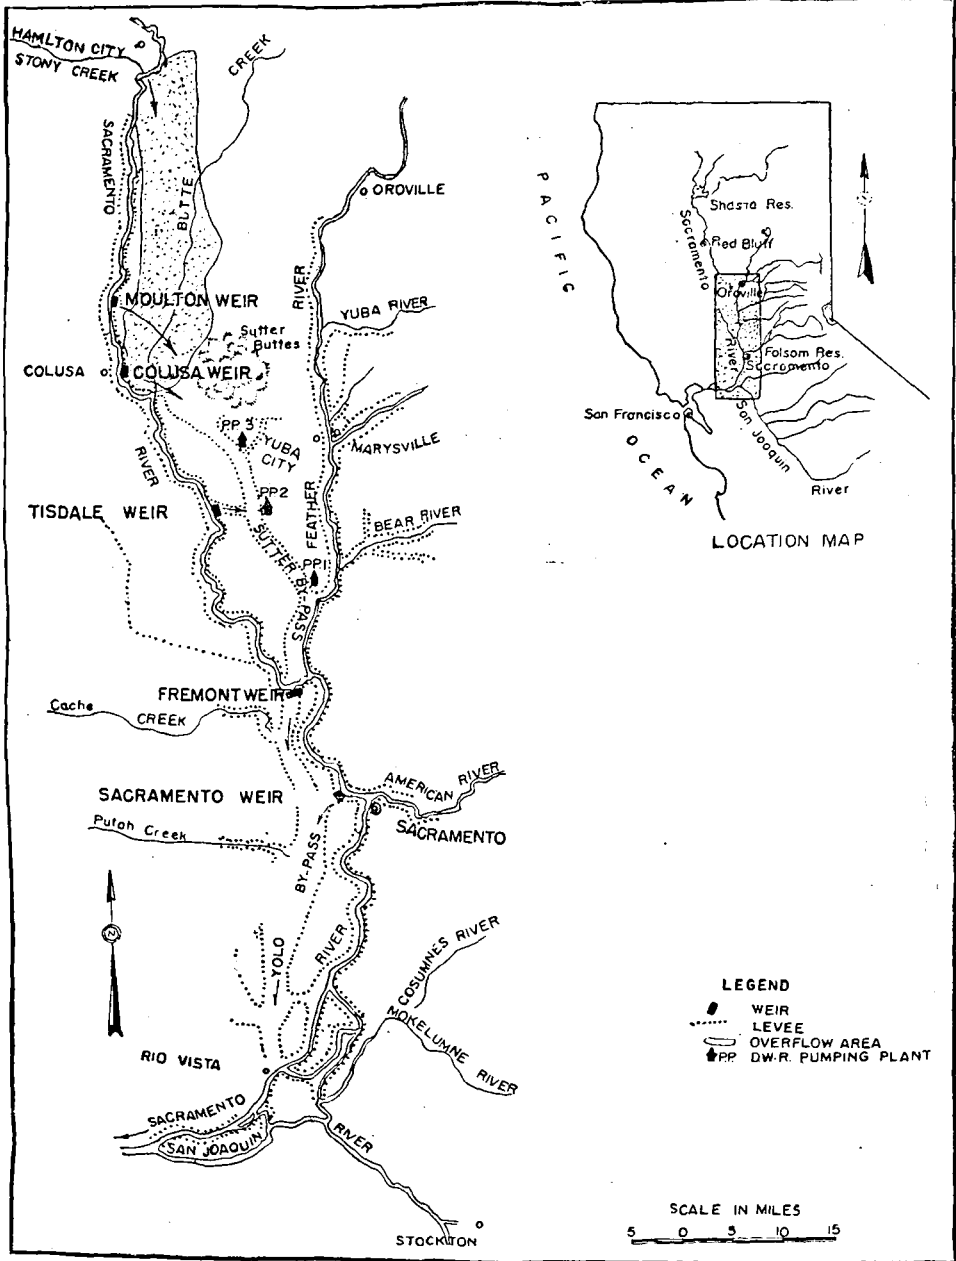 HAMLTON CITY
STONY CREEK
CREEK
SACRAMENTO
BUTTE
OROVILLE
RIVER
MOULTON WEIR
YUBA RIVER
Sutter
Buttes
COLUSA
COLUSA WEIR
PP 3
YUBA
CITY
MARYSVILLE
RIVER
PP2
TISDALE WEIR
FEATHER
BEAR RIVER
SUTTER BY-PASS
PP.1
FREMONT WEIR
Cache
CREEK
AMERICAN RIVER
SACRAMENTO WEIR
SACRAMENTO
Putah Creek
BY-PASS
YOLO
RIVER
COSUMNES RIVER
MOKELUMNE
RIVER
RIO VISTA
SACRAMENTO
SAN JOAQUIN
RIVER
STOCKTON
PACIFIC
OCEAN
Shasta Res.
Sacramento
Red Bluff
Oroville
River
Folsom Res.
Sacramento
San Francisco
San Joaquin
River
LOCATION MAP
LEGEND
WEIR
LEVEE
OVERFLOW AREA
PP. D.W.R. PUMPING PLANT
SCALE IN MILES
5 0 5 10 15